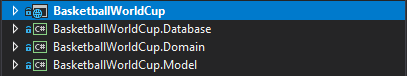 BasketballWorldCup
C# BasketballWorldCup.Database
C# BasketballWorldCup.Domain
C# BasketballWorldCup.Model